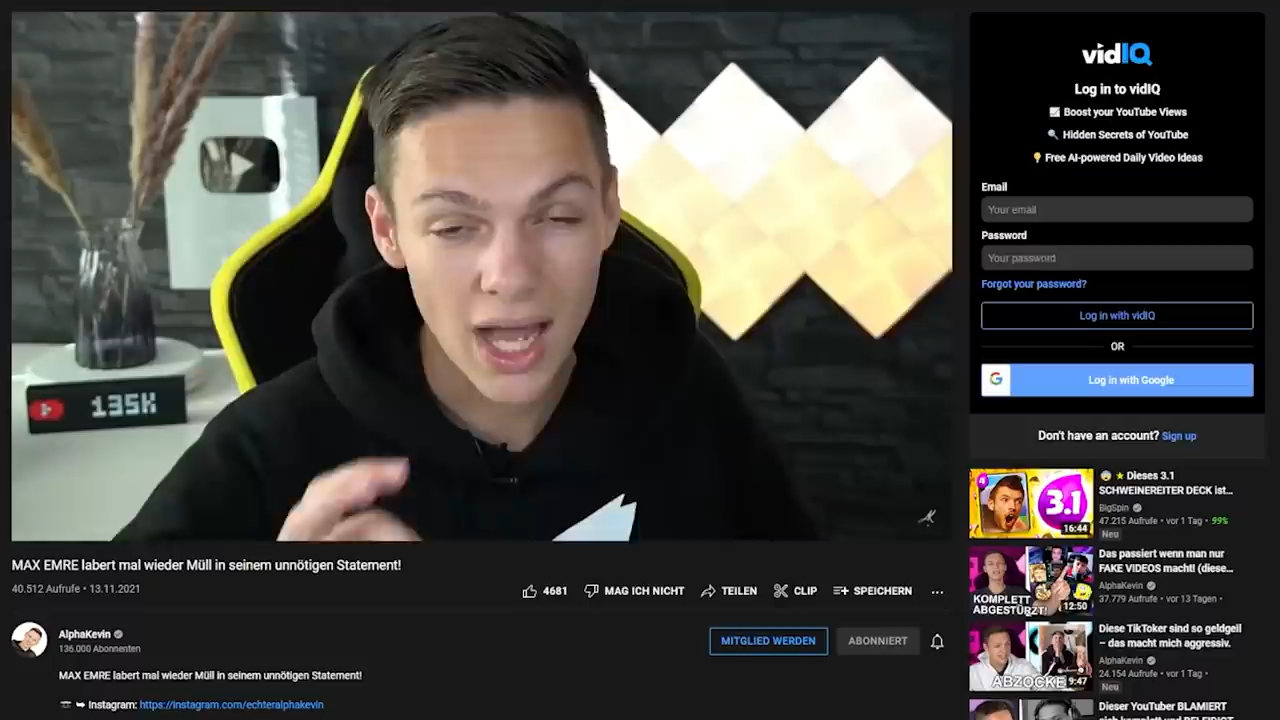 135K
MAX EMRE labert mal wieder Müll in seinem unnötigen Statement!
40.512 Aufrufe • 13.11.2021
4681
MAG ICH NICHT
TEILEN
CLIP
SPEICHERN
AlphaKevin
136.000 Abonnenten
MITGLIED WERDEN
ABONNIERT
MAX EMRE labert mal wieder Müll in seinem unnötigen Statement!
Instagram: https://instagram.com/echteralphakevin
vidIQ
Log in to vidIQ
Boost your YouTube Views
Hidden Secrets of YouTube
Free AI-powered Daily Video Ideas
Email
Your email
Password
Your password
Forgot your password?
Log in with vidIQ
OR
G
Log in with Google
Don't have an account? Sign up
4
3.1
16:44
Dieses 3.1
SCHWEINEREITER DECK ist...
BigSpin
47.215 Aufrufe • vor 1 Tag • 99%
Neu
KOMPLETT
ABGESTÜRZT!
12:50
Das passiert wenn man nur
FAKE VIDEOS macht! (diese...
AlphaKevin
37.779 Aufrufe • vor 13 Tagen •
ABZOCKE
9:47
Diese TikToker sind so geldgeil
– das macht mich aggressiv.
AlphaKevin
24.154 Aufrufe • vor 1 Tag •
Neu
Dieser YouTuber BLAMIERT